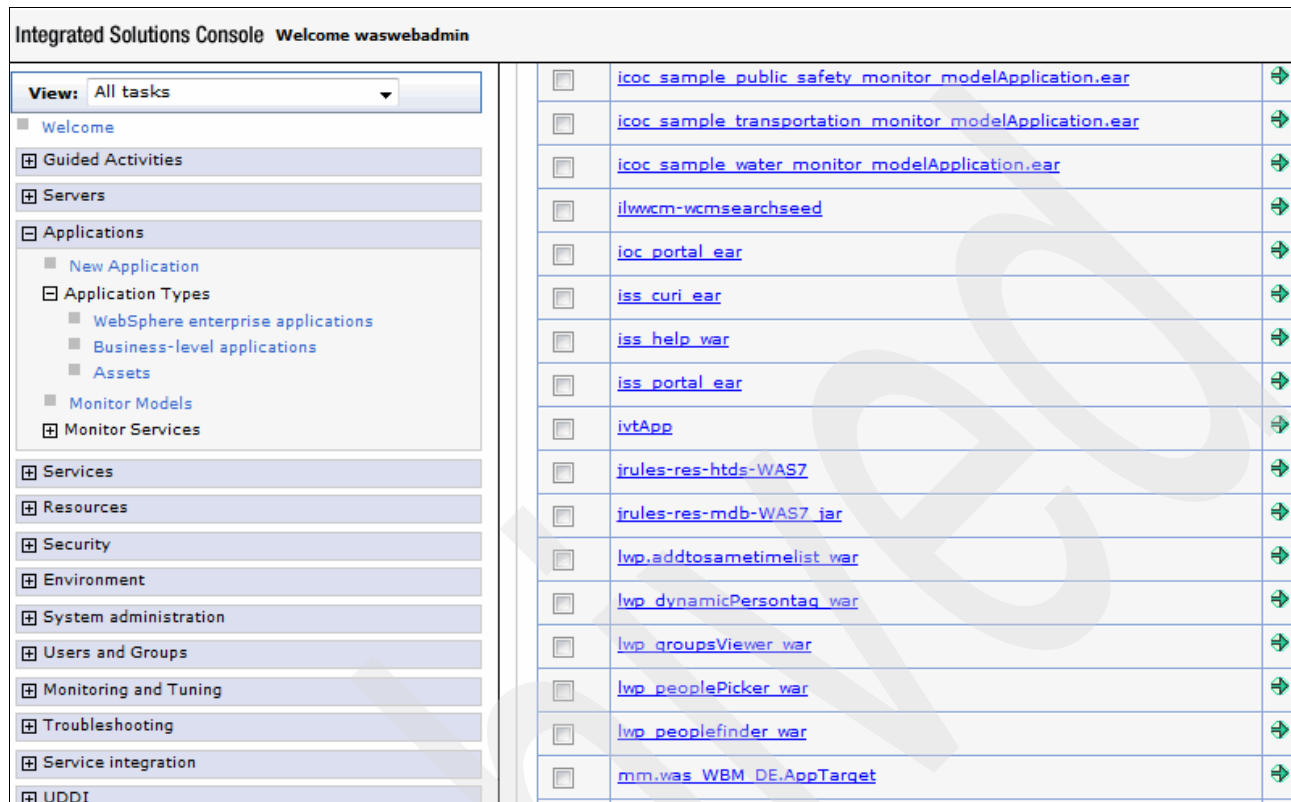 Integrated Solutions Console Welcome waswebadmin
View: All tasks
Welcome
Guided Activities
Servers
Applications
New Application
Application Types
WebSphere enterprise applications
Business-level applications
Assets
Monitor Models
Monitor Services
Services
Resources
Security
Environment
System administration
Users and Groups
Monitoring and Tuning
Troubleshooting
Service integration
UDDI
icoc_sample_public_safety_monitor_modelApplication.ear
icoc_sample_transportation_monitor_modelApplication.ear
icoc_sample_water_monitor_modelApplication.ear
ilwwcm-wcmsearchseed
ioc_portal_ear
iss_curi_ear
iss_help_war
iss_portal_ear
ivtApp
jrules-res-htds-WAS7
jrules-res-mdb-WAS7_jar
lwp.addtosametimelist_war
lwp_dynamicPersontag_war
lwp_groupsViewer_war
lwp_peoplePicker_war
lwp_peoplefinder_war
mm.was_WBM_DE.AppTarget